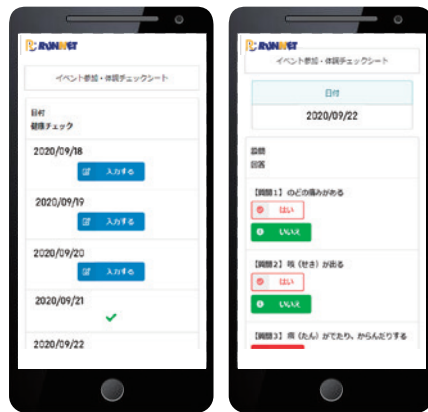 RUNNET
イベント参加・体調チェックシート
日付
健康チェック
2020/09/18
入力する
2020/09/19
入力する
2020/09/20
入力する
2020/09/21
2020/09/22
RUNNET
イベント参加・体調チェックシート
日付
2020/09/22
質問
回答
【質問1】のどの痛みがある
はい
いいえ
【質問2】咳（せき）が出る
はい
いいえ
【質問3】痰（たん）がでたり、からんだりする